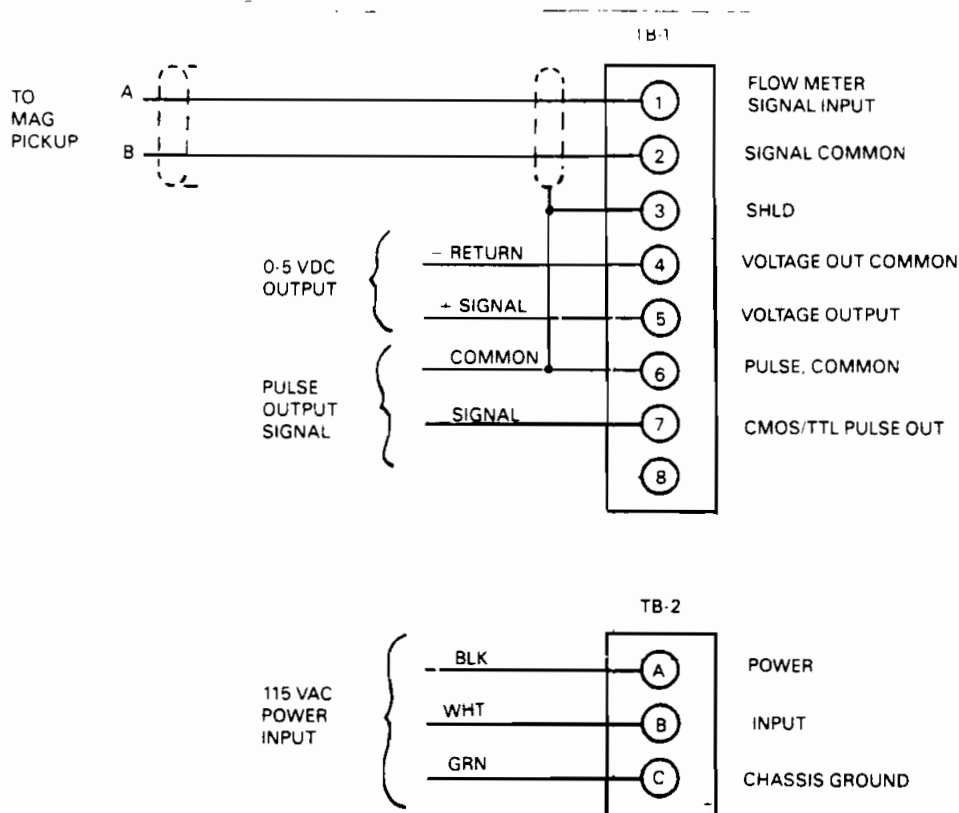 TB-1
TO
MAG
PICKUP
A
B
1
FLOW METER
SIGNAL INPUT
2
SIGNAL COMMON
3
SHLD
0-5 VDC
OUTPUT
– RETURN
4
VOLTAGE OUT COMMON
+ SIGNAL
5
VOLTAGE OUTPUT
PULSE
OUTPUT
SIGNAL
COMMON
6
PULSE, COMMON
SIGNAL
7
CMOS/TTL PULSE OUT
8
TB-2
115 VAC
POWER
INPUT
BLK
A
POWER
WHT
B
INPUT
GRN
C
CHASSIS GROUND